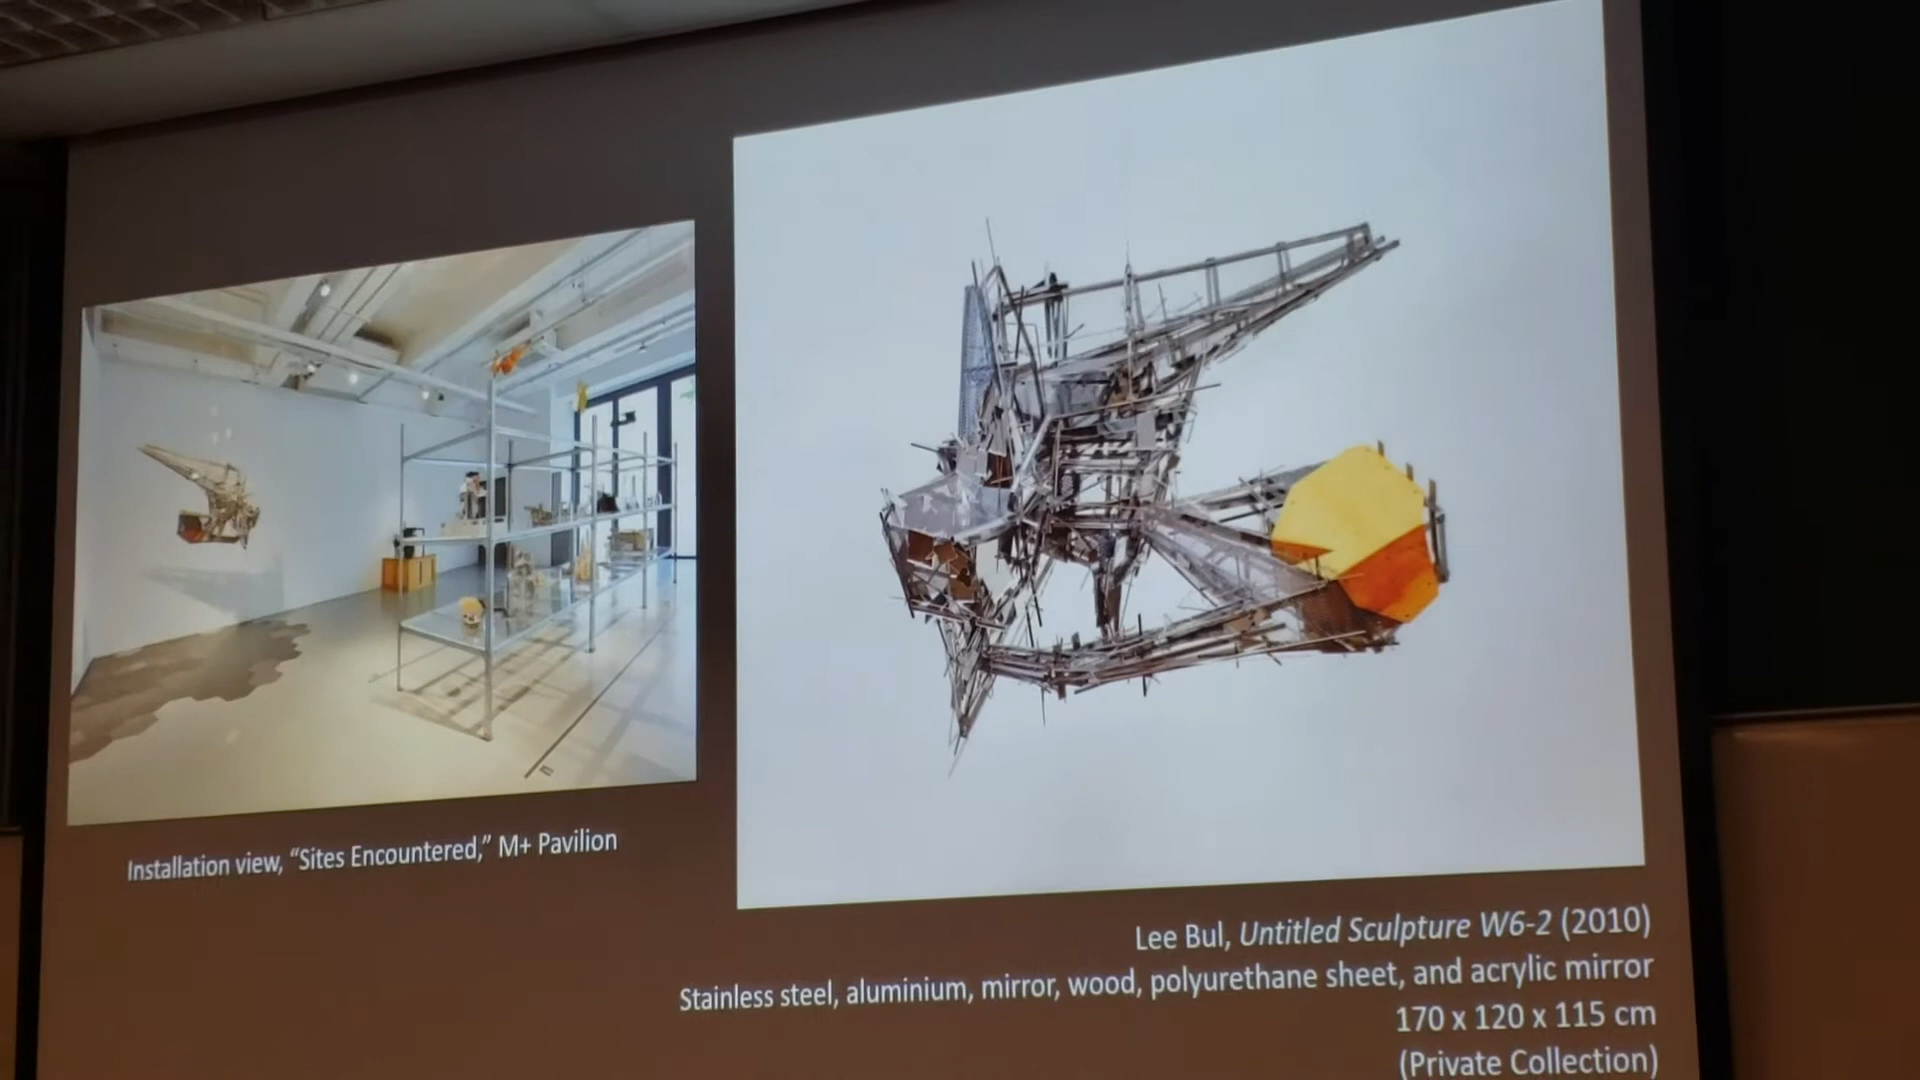 Installation view, “Sites Encountered,” M+ Pavilion
Lee Bul, Untitled Sculpture W6-2 (2010)
Stainless steel, aluminium, mirror, wood, polyurethane sheet, and acrylic mirror
170 x 120 x 115 cm
(Private Collection)